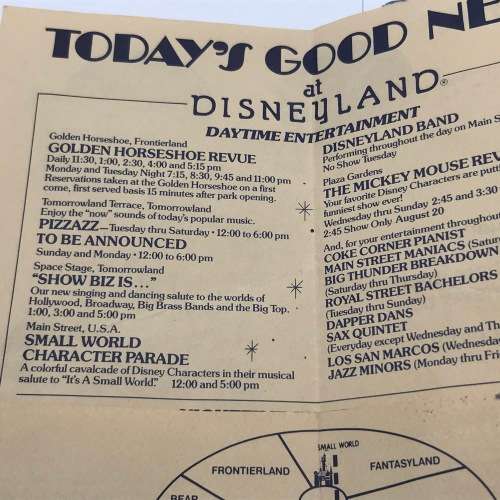 TODAY'S GOOD
at
DISNEYLAND®
DAYTIME ENTERTAINMENT
Golden Horseshoe, Frontierland
GOLDEN HORSESHOE REVUE
Daily 11:30, 1:00, 2:30, 4:00 and 5:15 pm
Monday and Tuesday Night 7:15, 8:30, 9:45 and 11:00 pm
Reservations taken at the Golden Horseshoe on a first
come, first served basis 15 minutes after park opening.
Tomorrowland Terrace, Tomorrowland
Enjoy the "now" sounds of today's popular music.
PIZZAZZ—Tuesday thru Saturday • 12:00 to 6:00 pm
TO BE ANNOUNCED
Sunday and Monday • 12:00 to 6:00 pm
Space Stage, Tomorrowland
"SHOW BIZ IS..."
Our new singing and dancing salute to the worlds of
Hollywood, Broadway, Big Brass Bands and the Big Top.
1:00, 3:00 and 5:00 pm
Main Street, U.S.A.
SMALL WORLD
CHARACTER PARADE
A colorful cavalcade of Disney Characters in their musical
salute to "It's A Small World." 12:00 and 5:00 pm
DISNEYLAND BAND
Performing throughout the day on Main
No Show Tuesday
Plaza Gardens
THE MICKEY MOUSE
Your favorite Disney Characters are
funniest show ever!
Wednesday thru Sunday 2:45 and
2:45 Show Only August 20
And, for your entertainment throughout
COKE CORNER PIANIST
MAIN STREET MANIACS (Saturday
BIG THUNDER BREAKDOWN
(Saturday thru Thursday)
ROYAL STREET BACHELORS
(Tuesday thru Sunday)
DAPPER DANS
SAX QUINTET
(Everyday except Wednesday and
LOS SAN MARCOS
JAZZ MINORS (Monday thru
SMALL WORLD
FRONTIERLAND
FANTASYLAND
BEAR